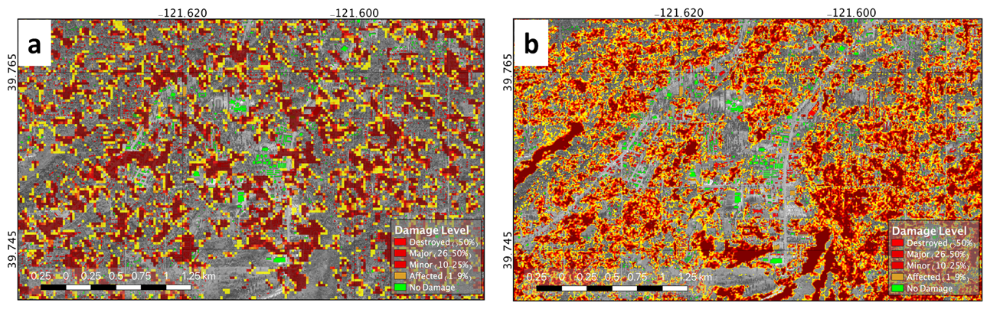 −121.620 −121.600
a
39.765
39.745
Damage Level
Destroyed (.50%)
Major (26-50%)
Minor (10-25%)
Affected (1-9%)
No Damage
0.25 0 0.25 0.5 0.75 1 1.25 km
−121.620 −121.600
b
39.765
39.745
Damage Level
Destroyed (.50%)
Major (26-50%)
Minor (10-25%)
Affected (1-9%)
No Damage
0.25 0 0.25 0.5 0.75 1 1.25 km